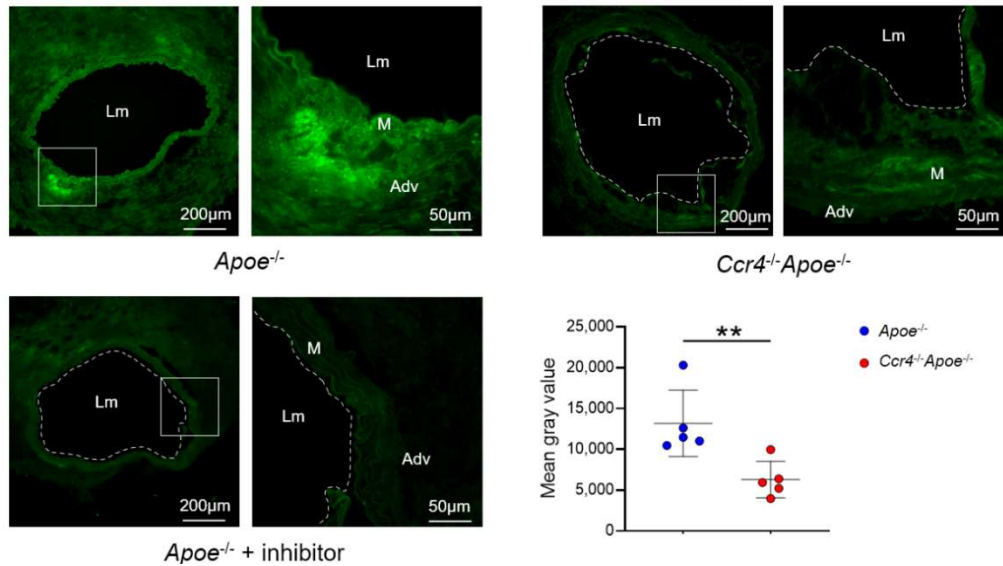 Lm
200µm
Lm
M
Adv
50µm
Apoe-/-
Lm
200µm
Lm
M
Adv
50µm
Ccr4-/-Apoe-/-
Lm
200µm
M
Lm
Adv
50µm
Apoe-/- + inhibitor
Mean gray value
25,000
20,000
15,000
10,000
5,000
0
**
Apoe-/-
Ccr4-/-Apoe-/-